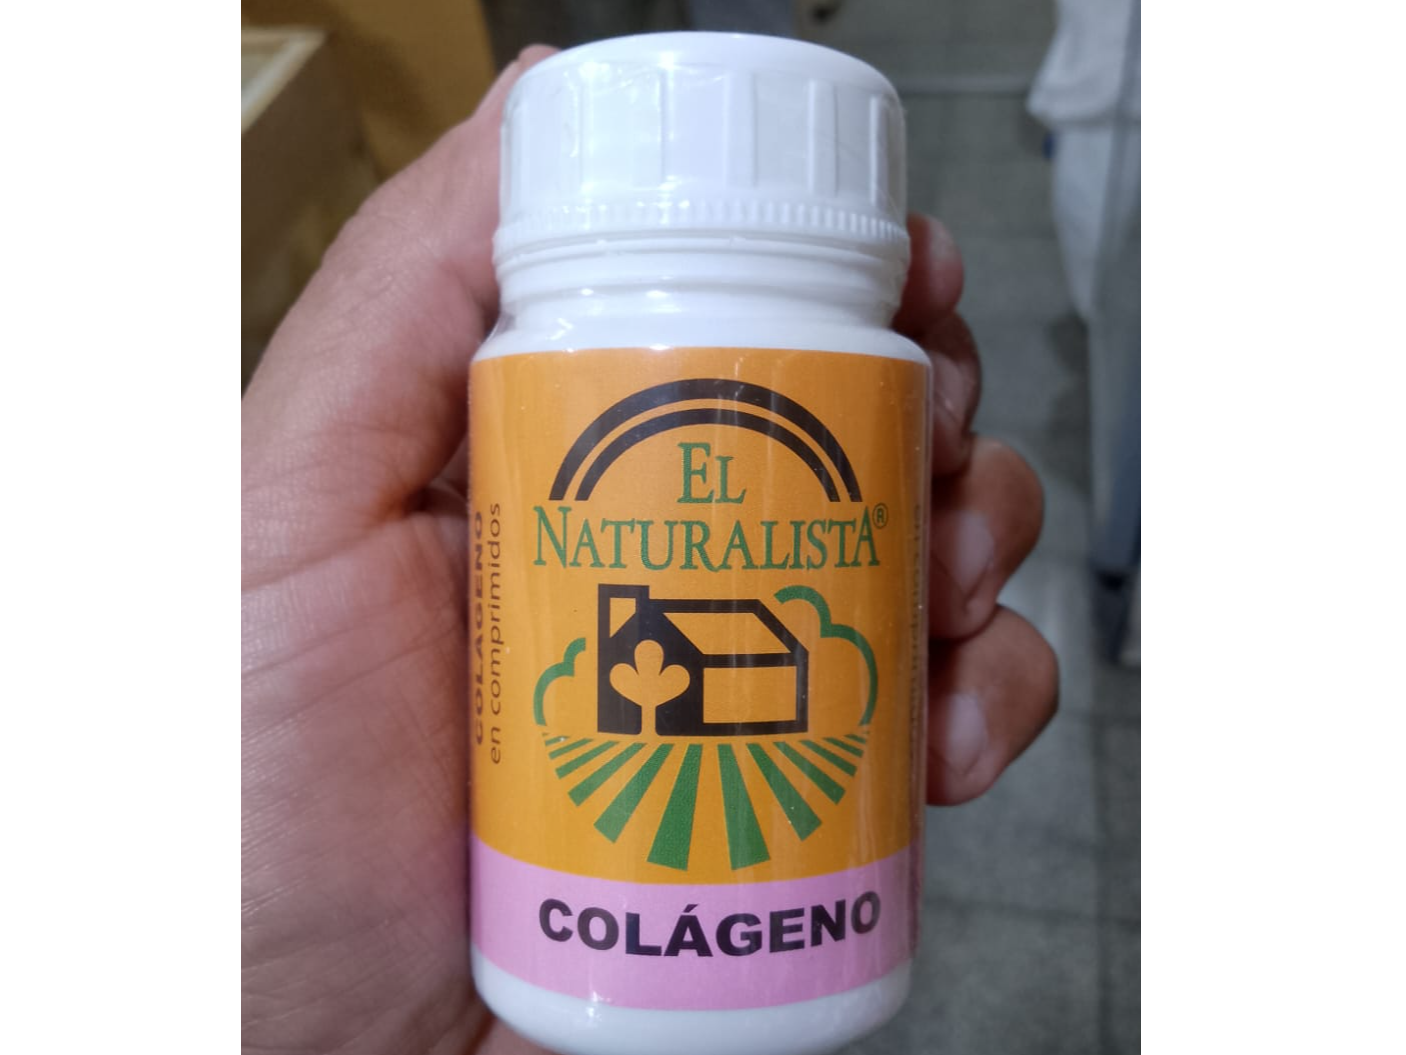 EL
NATURALISTA®
COLÁGENO
COLÁGENO
en comprimidos